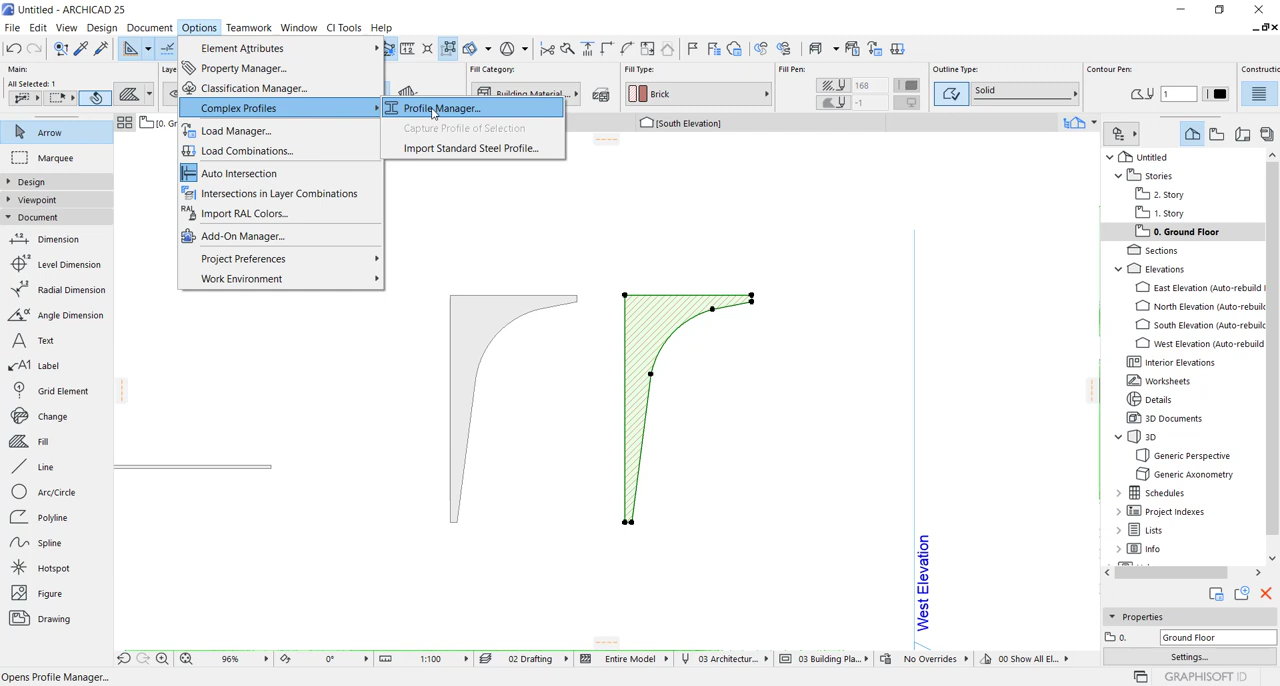 Untitled - ARCHICAD 25
File Edit View Design Document Options Teamwork Window CI Tools Help
Main:
All Selected: 1
Fill Category:
Building Material ...
Fill Type:
Brick
Fill Pen:
168
-1
Outline Type:
Solid
Contour Pen:
1
Element Attributes
Property Manager...
Classification Manager...
Complex Profiles
Load Manager...
Load Combinations...
Auto Intersection
Intersections in Layer Combinations
Import RAL Colors...
Add-On Manager...
Project Preferences
Work Environment
Profile Manager...
Capture Profile of Selection
Import Standard Steel Profile...
[South Elevation]
Arrow
Marquee
Design
Viewpoint
Document
Dimension
Level Dimension
Radial Dimension
Angle Dimension
Text
Label
Grid Element
Change
Fill
Line
Arc/Circle
Polyline
Spline
Hotspot
Figure
Drawing
West Elevation
Untitled
Stories
2. Story
1. Story
0. Ground Floor
Sections
Elevations
East Elevation (Auto-rebuild
North Elevation (Auto-rebuild
South Elevation (Auto-rebuild
West Elevation (Auto-rebuild
Interior Elevations
Worksheets
Details
3D Documents
3D
Generic Perspective
Generic Axonometry
Schedules
Project Indexes
Lists
Info
Properties
0.
Ground Floor
Settings...
96%
0°
1:100
02 Drafting
Entire Model
03 Architectur...
03 Building Pla...
No Overrides
00 Show All El...
Opens Profile Manager...
GRAPHISOFT ID